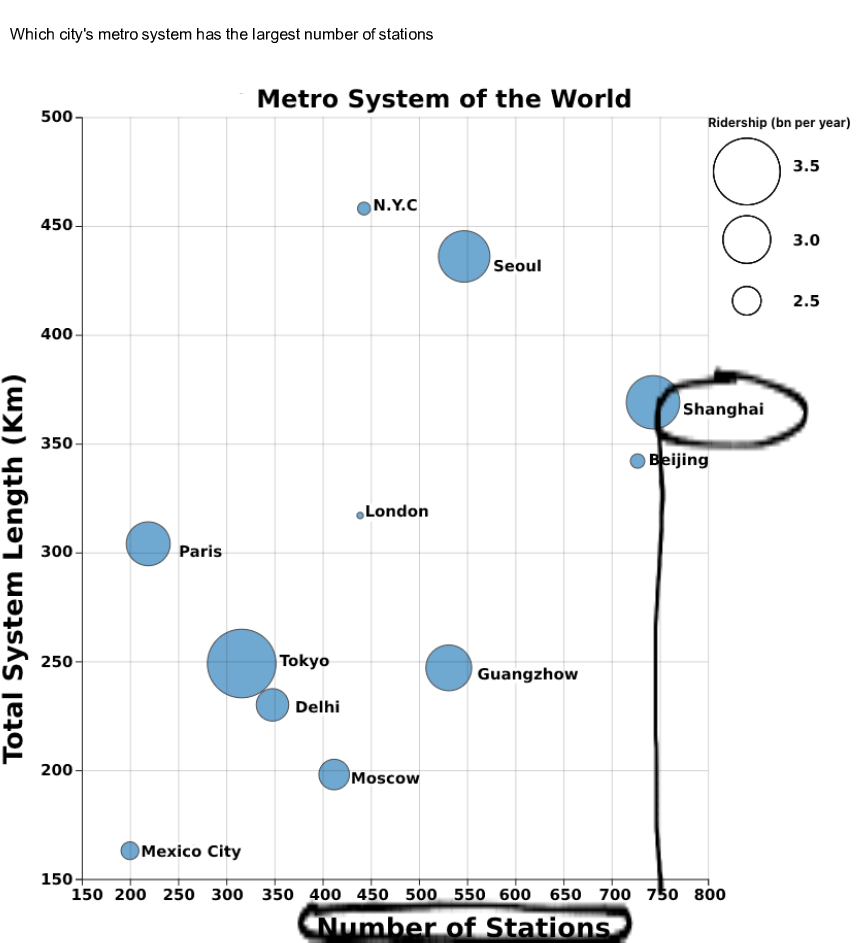 Which city's metro system has the largest number of stations
Metro System of the World
Ridership (bn per year)
3.5
3.0
2.5
Total System Length (Km)
500
450
400
350
300
250
200
150
N.Y.C
Seoul
Shanghai
Beijing
London
Paris
Tokyo
Guangzhow
Delhi
Moscow
Mexico City
150 200 250 300 350 400 450 500 550 600 650 700 750 800
Number of Stations